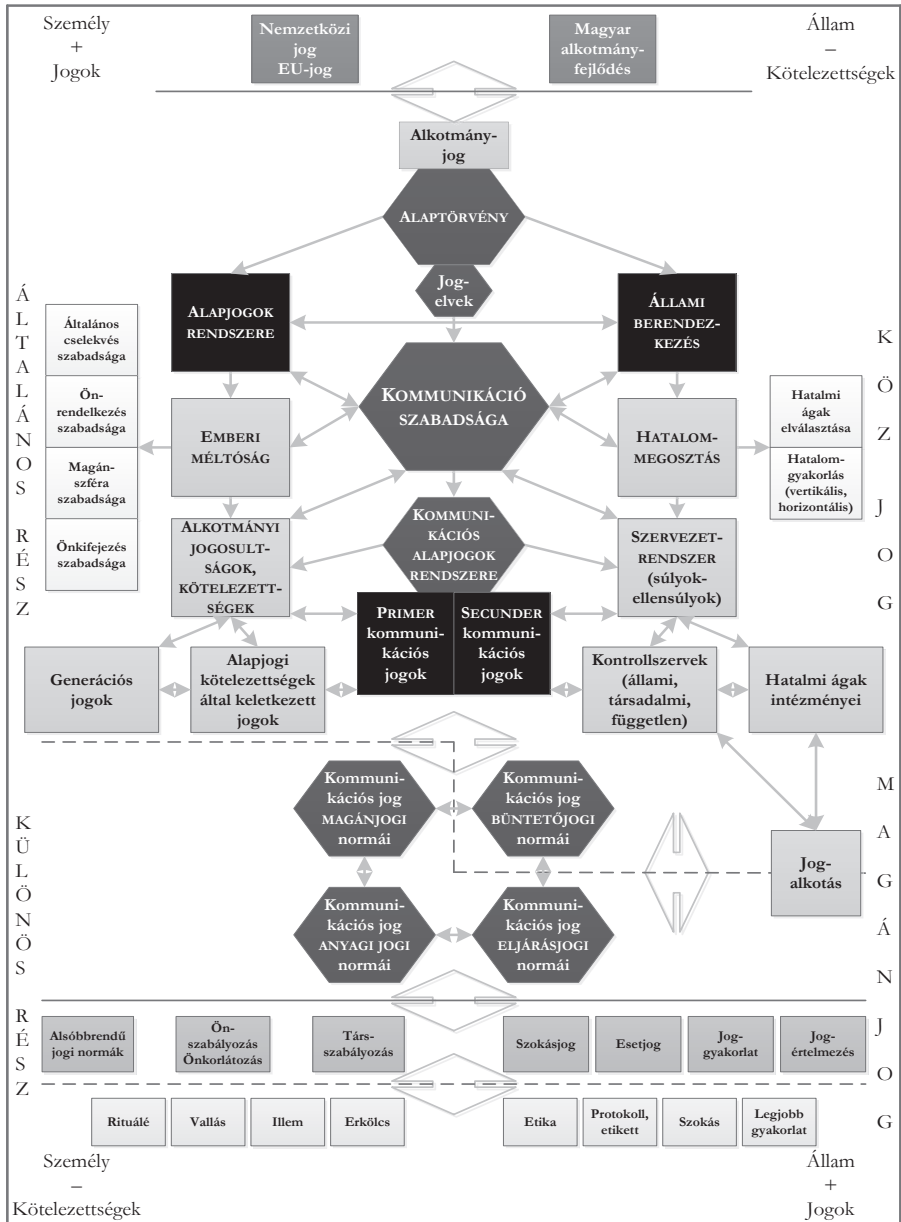 Személy
+
Jogok
Nemzetközi
jog
EU-jog
Magyar
alkotmány-
fejlődés
Állam
–
Kötelezettségek
Alkotmány-
jog
ALAPTÖRVÉNY
Jog-
elvek
ALAPJOGOK
RENDSZERE
ÁLLAMI
BERENDEZ-
KEZÉS
ÁLTALÁNOS RÉSZ
Általános
cselekvés
szabadsága
Ön-
rendelkezés
szabadsága
Magán-
szféra
szabadsága
Önkifejezés
szabadsága
KOMMUNIKÁCIÓ
SZABADSÁGA
EMBERI
MÉLTÓSÁG
HATALOM-
MEGOSZTÁS
Hatalmi
ágak
elválasztása
Hatalom-
gyakorlás
(vertikális,
horizontális)
KÖZJOG
ALKOTMÁNYI
JOGOSULT-
SÁGOK,
KÖTELEZETT-
SÉGEK
KOMMUNI-
KÁCIÓS
ALAPJOGOK
RENDSZERE
SZERVEZET-
RENDSZER
(súlyok-
ellensúlyok)
PRIMER
kommuni-
kációs
jogok
SECUNDER
kommuni-
kációs
jogok
Generációs
jogok
Alapjogi
kötelezettségek
által keletkezett
jogok
Kontrollszervek
(állami,
társadalmi,
független)
Hatalmi ágak
intézményei
KÜLÖNÖS RÉSZ
Kommuni-
kációs jog
MAGÁNJOGI
normái
Kommuni-
kációs jog
BÜNTETŐJOGI
normái
Kommuni-
kációs jog
ANYAGI JOGI
normái
Kommuni-
kációs jog
ELJÁRÁSJOGI
normái
Jog-
alkotás
MAGÁNJOG
Alsóbbrendű
jogi normák
Ön-
szabályozás
Önkorlátozás
Társ-
szabályozás
Szokásjog
Esetjog
Jog-
gyakorlat
Jog-
értelmezés
Rituálé
Vallás
Illem
Erkölcs
Etika
Protokoll,
etikett
Szokás
Legjobb
gyakorlat
Személy
–
Kötelezettségek
Állam
+
Jogok